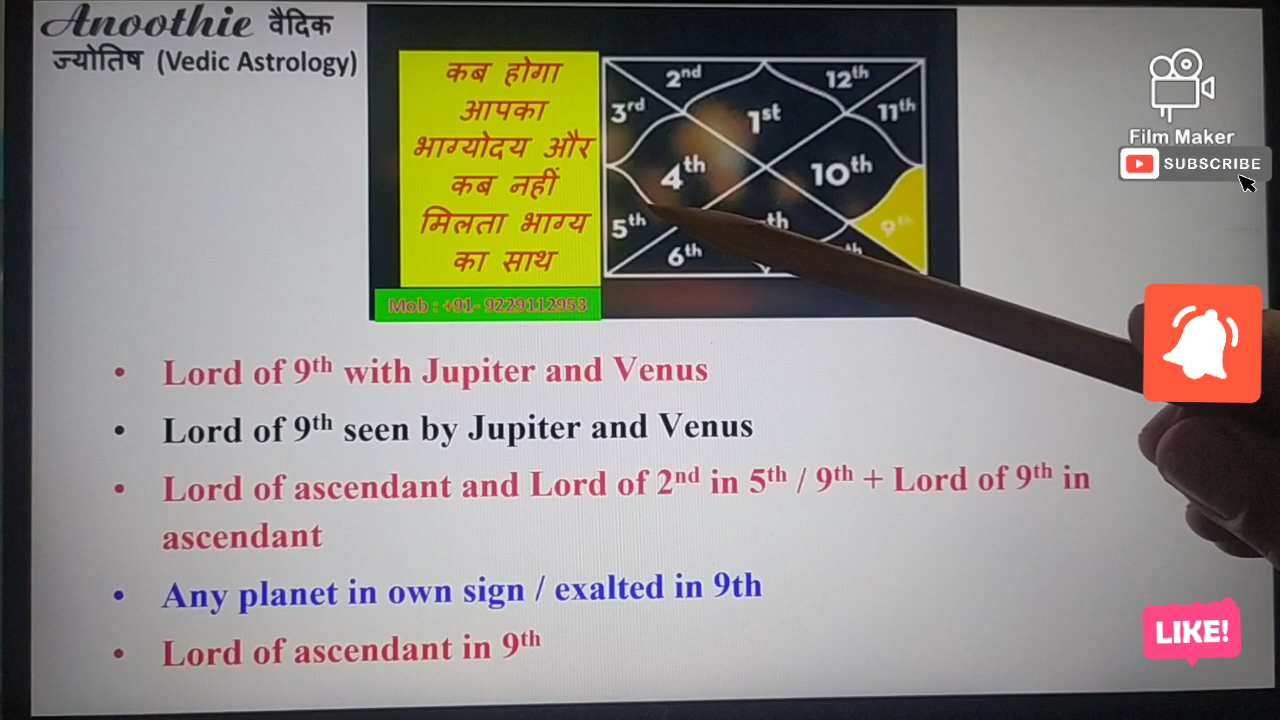 Anoothie वैदिक
ज्योतिष (Vedic Astrology)
कब होगा
आपका
भाग्योदय और
कब नहीं
मिलता भाग्य
का साथ
Mob : +91- 9229112953
2nd
12th
3rd
1st
11th
4th
10th
5th
th
9th
6th
th
Film Maker
SUBSCRIBE
• Lord of 9th with Jupiter and Venus
• Lord of 9th seen by Jupiter and Venus
• Lord of ascendant and Lord of 2nd in 5th / 9th + Lord of 9th in
ascendant
• Any planet in own sign / exalted in 9th
• Lord of ascendant in 9th
LIKE!